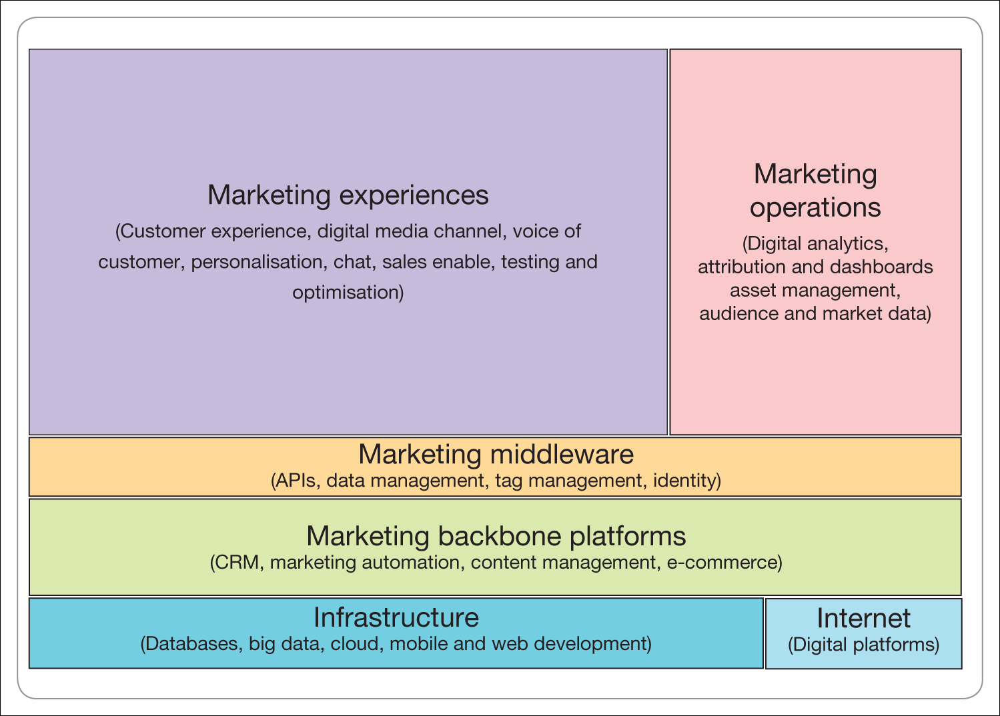 Marketing experiences
(Customer experience, digital media channel, voice of
customer, personalisation, chat, sales enable, testing and
optimisation)
Marketing
operations
(Digital analytics,
attribution and dashboards
asset management,
audience and market data)
Marketing middleware
(APIs, data management, tag management, identity)
Marketing backbone platforms
(CRM, marketing automation, content management, e-commerce)
Infrastructure
(Databases, big data, cloud, mobile and web development)
Internet
(Digital platforms)